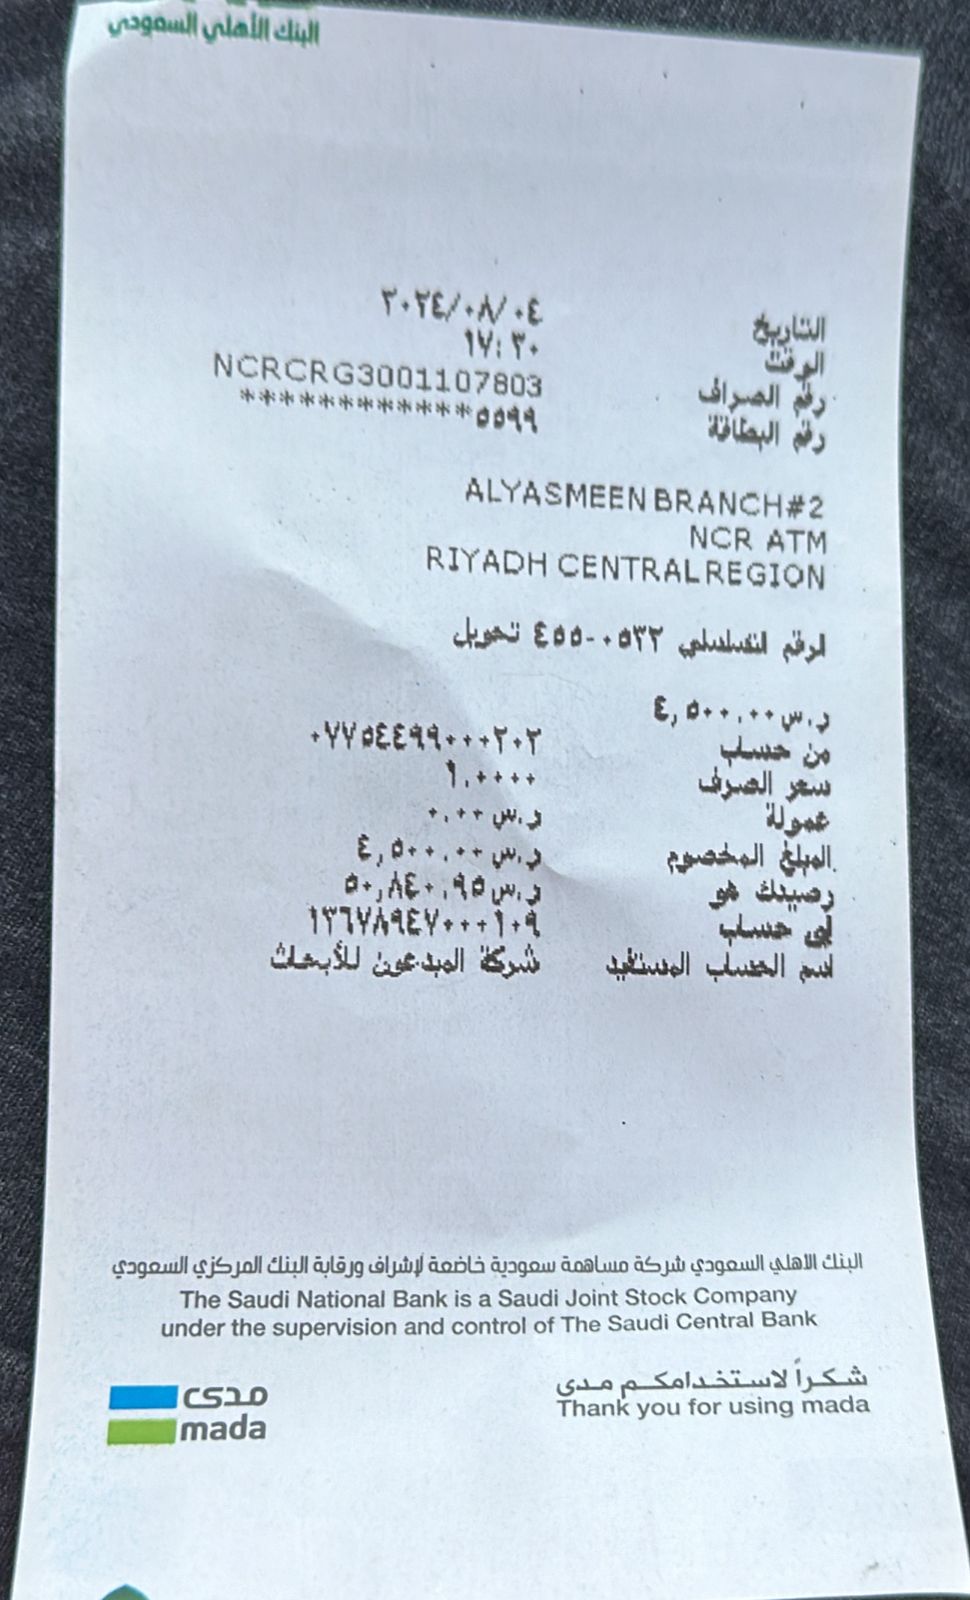 البنك الأهلي السعودي
التاريخ ٢٠٢٤/٠٨/٠٤
الوقت ١٧:٣٠
رقم الصراف NCRCRG3001107803
رقم البطاقة ************٥٥٩٩
ALYASMEEN BRANCH#2
NCR ATM
RIYADH CENTRAL REGION
لرقم لتسلسلي ٠٥٣٢-٤٥٥ تحويل
ر.س ٤,٥٠٠.٠٠
من حساب ٠٧٧٥٤٤٩٩٠٠٠٢٠٢
سعر الصرف ١.٠٠٠٠
عمولة ر.س ٠.٠٠
المبلغ المخصوم ر.س ٤,٥٠٠.٠٠
رصيدك هو ر.س ٥٠,٨٤٠.٩٥
إلى حساب ١٣٦٧٨٩٤٧٠٠٠١٠٩
اسم الحساب المستفيد شركة المبدعون للأبحاث
البنك الأهلي السعودي شركة مساهمة سعودية خاضعة لإشراف ورقابة البنك المركزي السعودي
The Saudi National Bank is a Saudi Joint Stock Company
under the supervision and control of The Saudi Central Bank
شكراً لاستخدامكم مدى
Thank you for using mada
مدى
mada